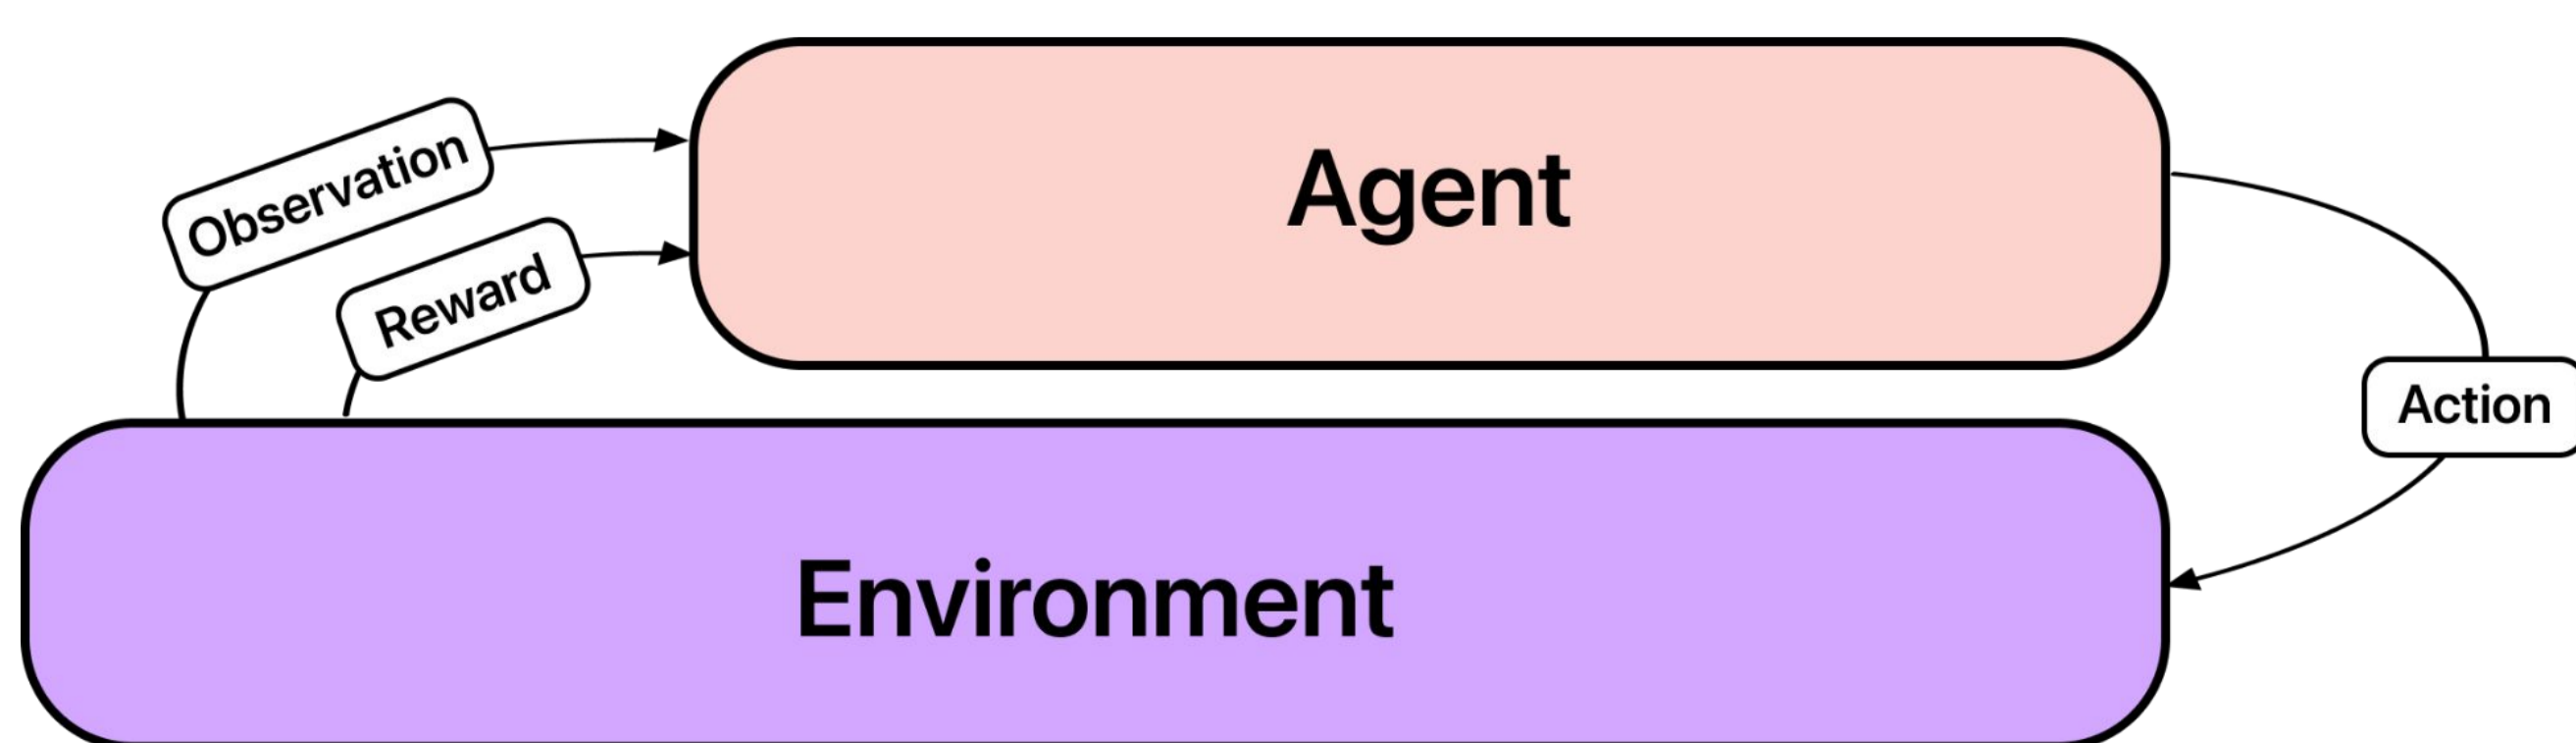 Observation
Reward
Agent
Action
Environment